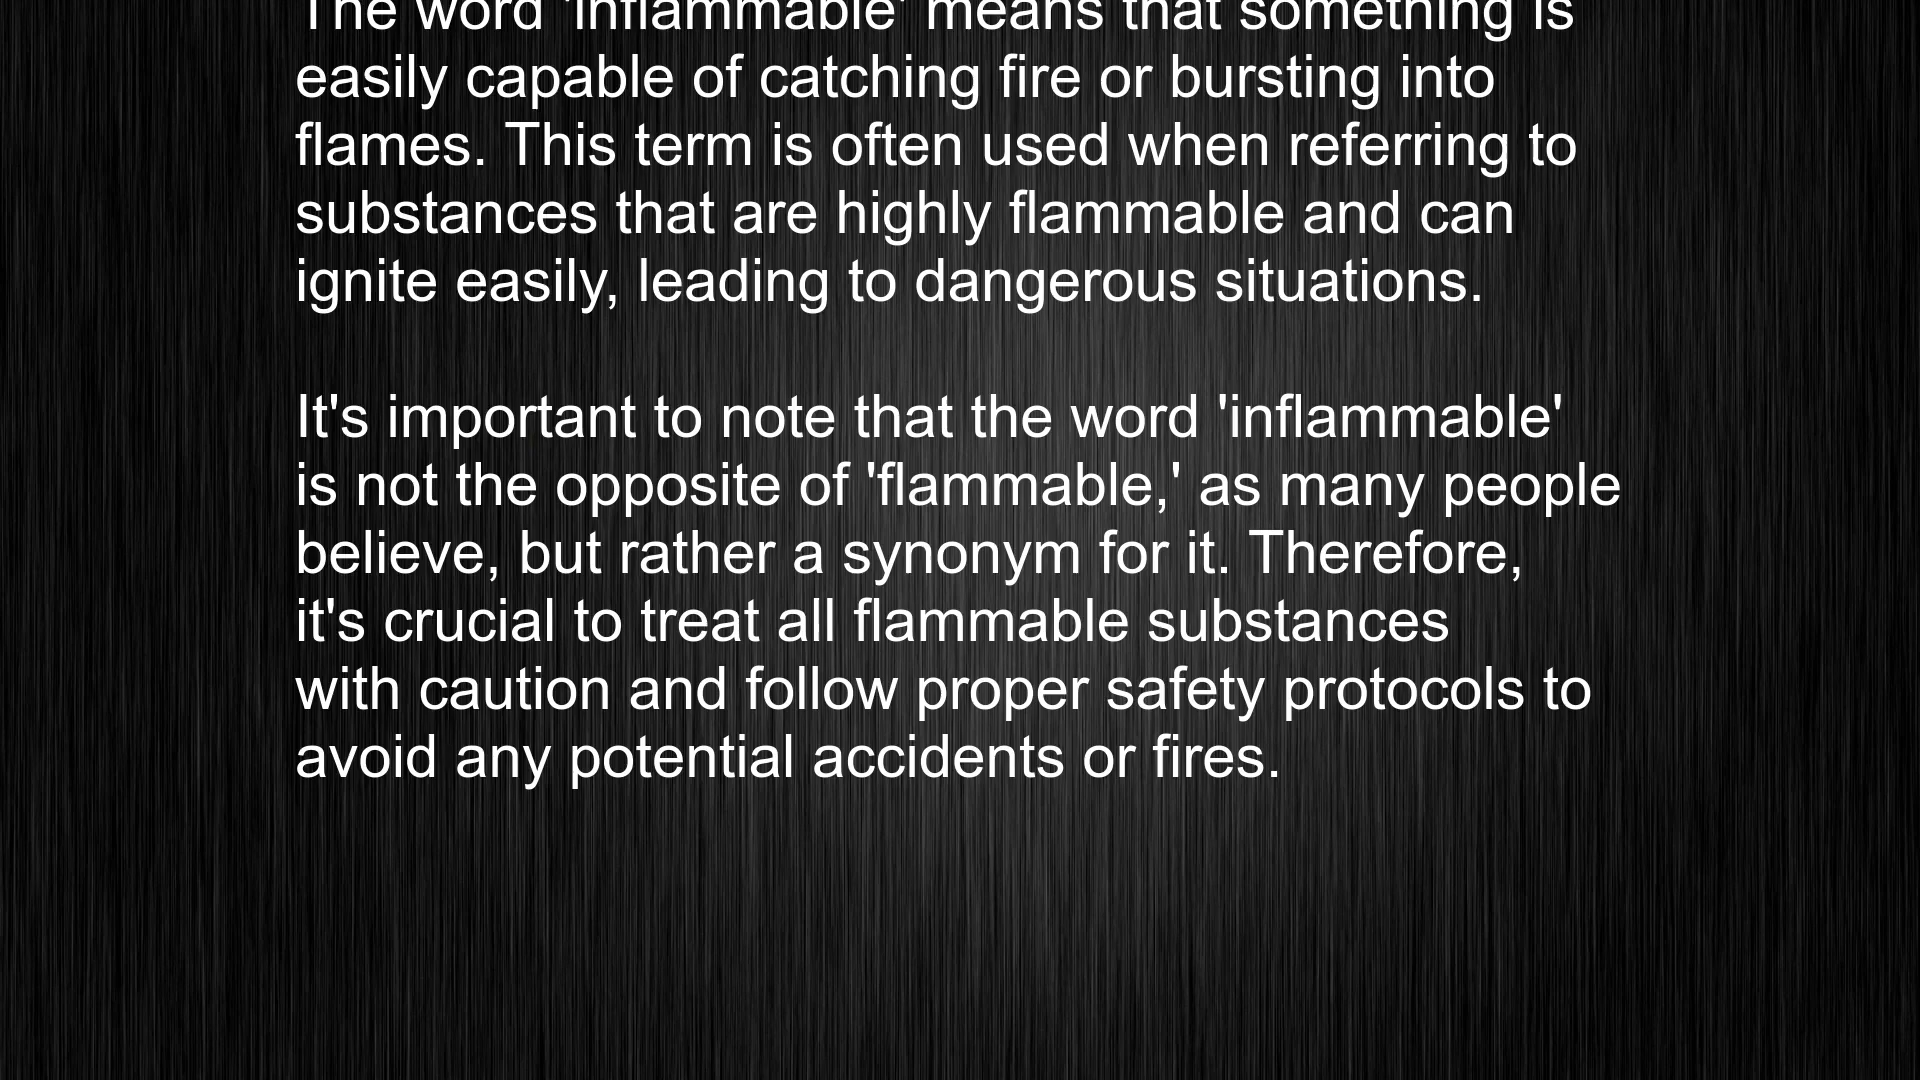 The word 'inflammable' means that something is
easily capable of catching fire or bursting into
flames. This term is often used when referring to
substances that are highly flammable and can
ignite easily, leading to dangerous situations.
It's important to note that the word 'inflammable'
is not the opposite of 'flammable,' as many people
believe, but rather a synonym for it. Therefore,
it's crucial to treat all flammable substances
with caution and follow proper safety protocols to
avoid any potential accidents or fires.